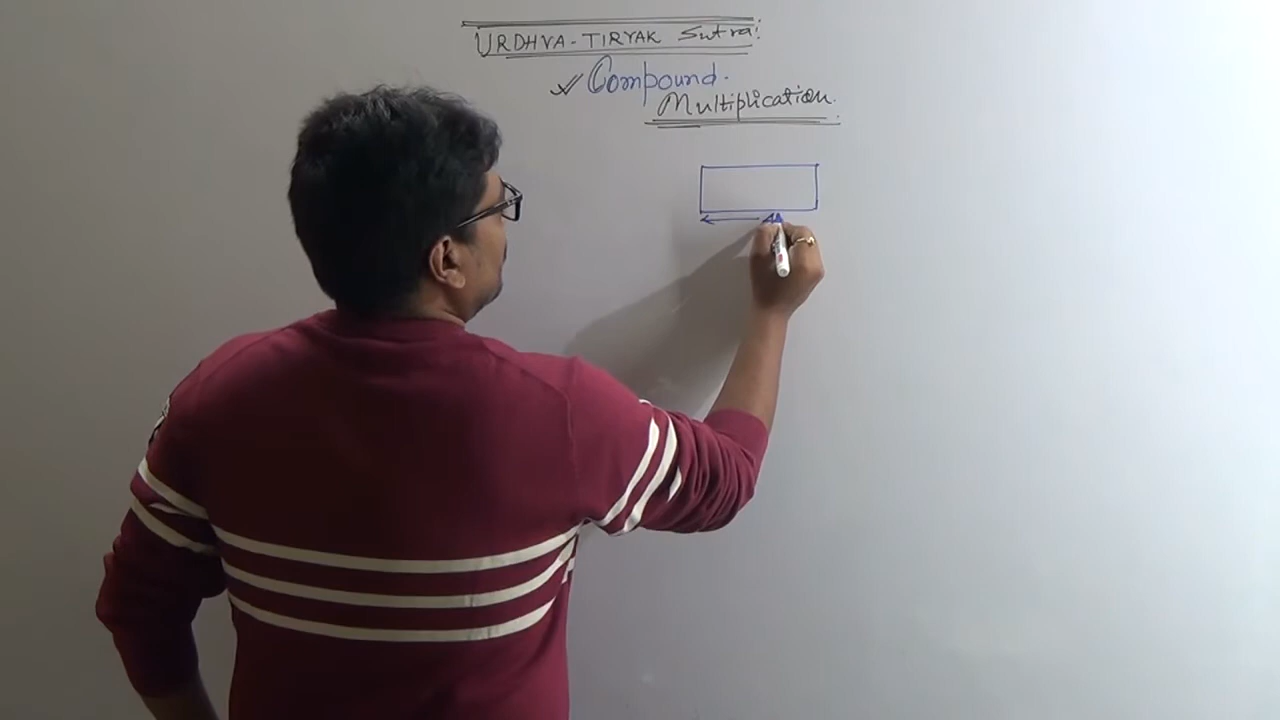 URDHVA-TIRYAK Sutra:
✓ Compound.
Multiplication.